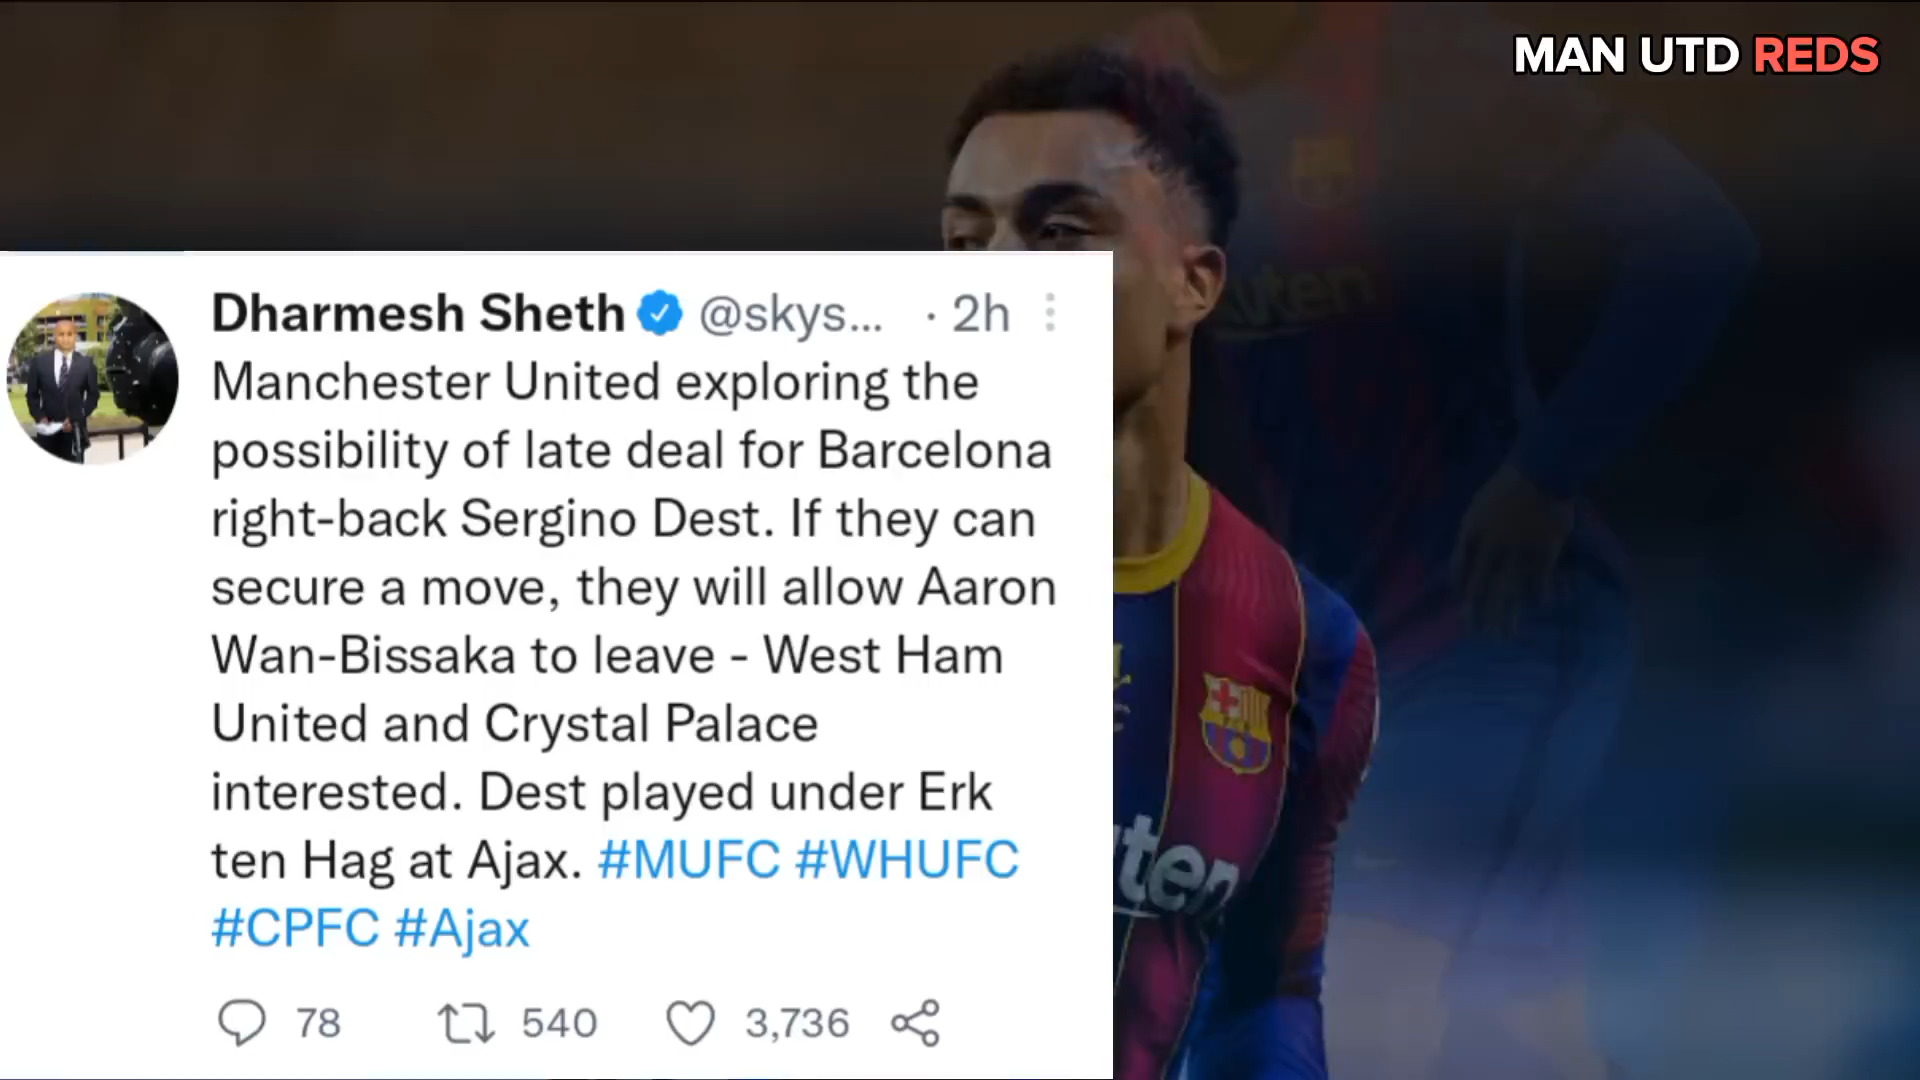 MAN UTD REDS
Dharmesh Sheth @skys... · 2h
Manchester United exploring the
possibility of late deal for Barcelona
right-back Sergino Dest. If they can
secure a move, they will allow Aaron
Wan-Bissaka to leave - West Ham
United and Crystal Palace
interested. Dest played under Erk
ten Hag at Ajax. #MUFC #WHUFC
#CPFC #Ajax
78 540 3,736